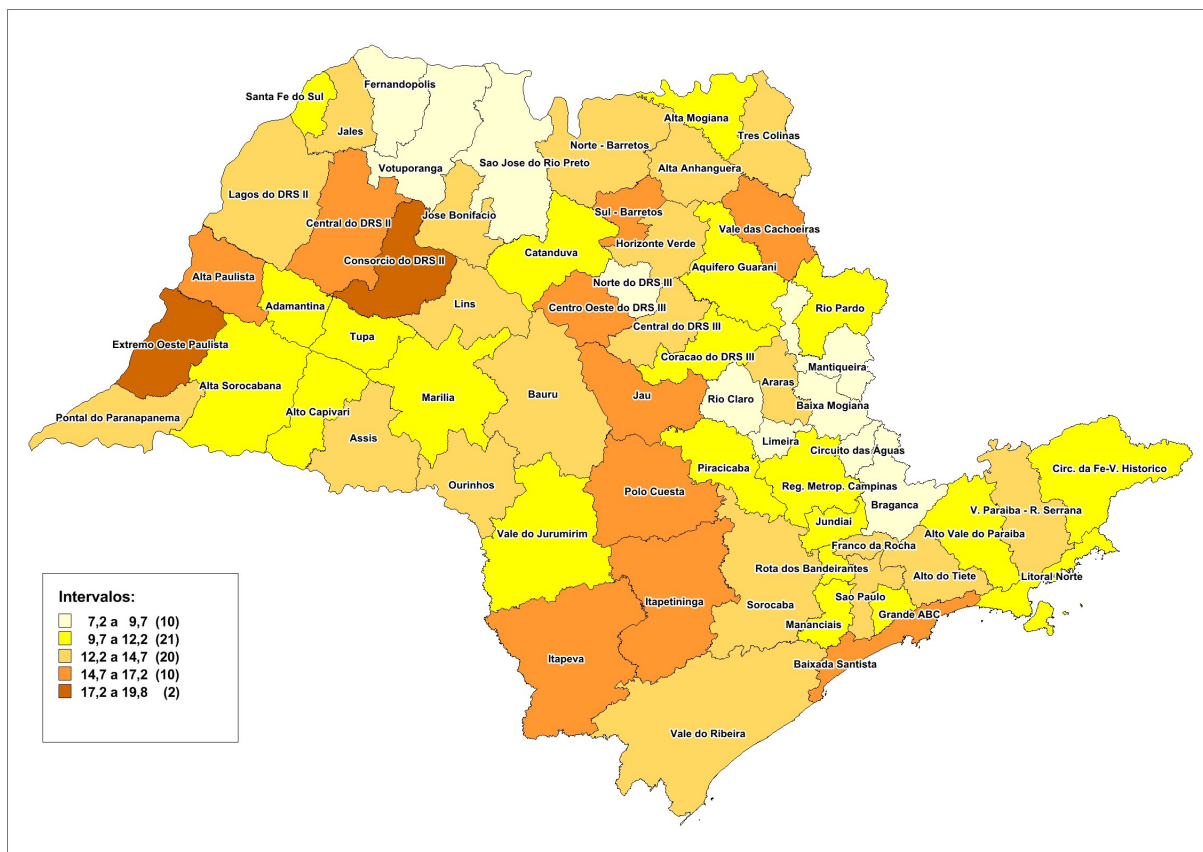 Fernandopolis
Santa Fe do Sul
Alta Mogiana
Jales
Tres Colinas
Norte - Barretos
Sao Jose do Rio Preto
Votuporanga
Alta Anhanguera
Lagos do DRS II
Jose Bonifacio
Sul - Barretos
Central do DRS II
Vale das Cachoeiras
Horizonte Verde
Catanduva
Consorcio do DRS II
Aquifero Guarani
Alta Paulista
Norte do DRS III
Adamantina
Lins
Centro Oeste do DRS III
Rio Pardo
Central do DRS III
Tupa
Extremo Oeste Paulista
Coracao do DRS III
Mantiqueira
Alta Sorocabana
Araras
Marilia
Bauru
Jau
Rio Claro
Baixa Mogiana
Alto Capivari
Pontal do Paranapanema
Assis
Limeira
Circuito das Aguas
Piracicaba
Circ. da Fe-V. Historico
Ourinhos
Reg. Metrop. Campinas
Polo Cuesta
Braganca
V. Paraiba - R. Serrana
Jundiai
Vale do Jurumirim
Alto Vale do Paraiba
Franco da Rocha
Rota dos Bandeirantes
Alto do Tiete
Litoral Norte
Sao Paulo
Itapetininga
Sorocaba
Grande ABC
Mananciais
Itapeva
Baixada Santista
Vale do Ribeira
Intervalos:
7,2 a 9,7 (10)
9,7 a 12,2 (21)
12,2 a 14,7 (20)
14,7 a 17,2 (10)
17,2 a 19,8 (2)